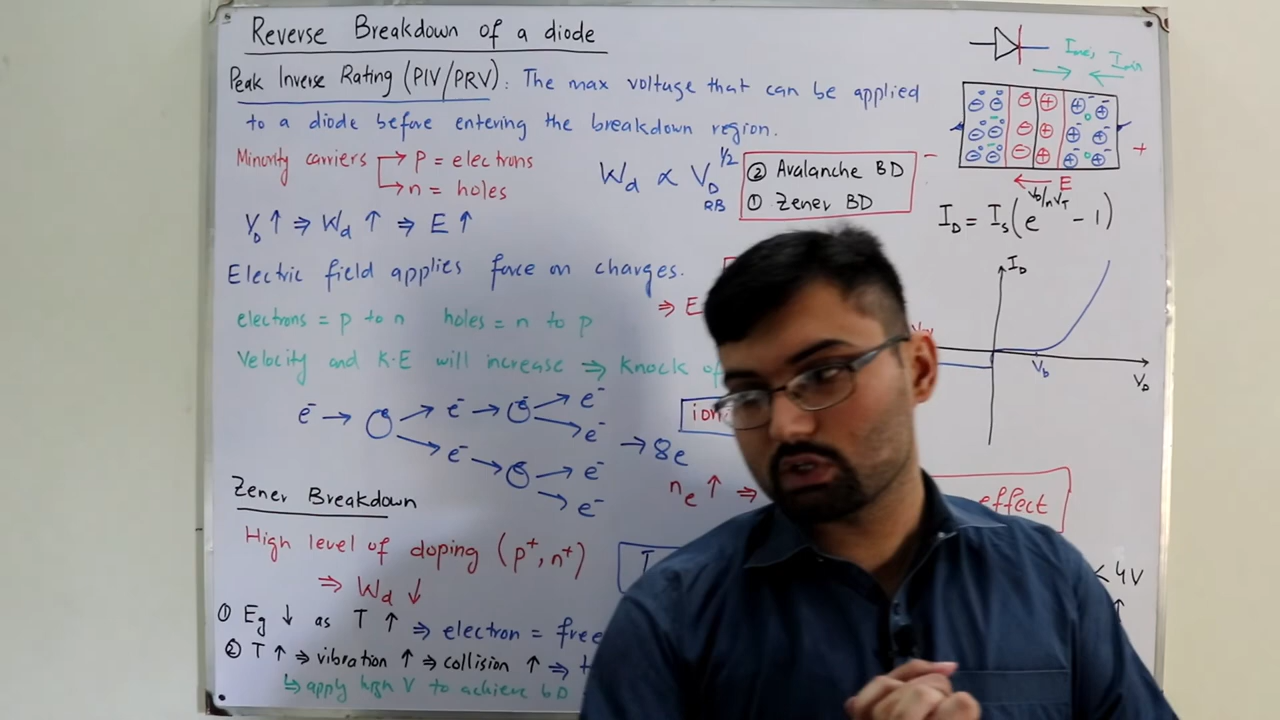 Reverse Breakdown of a diode
Peak Inverse Rating (PIV/PRV): The max voltage that can be applied
to a diode before entering the breakdown region.
Minority carriers → p = electrons
→ n = holes
W_d ∝ V_D^1/2
RB
② Avalanche BD
① Zener BD
V_D ↑ ⇒ W_d ↑ ⇒ E ↑
Electric field applies force on charges.
⇒ E
electrons = p to n holes = n to p
Velocity and K.E will increase ⇒ Knock of
e⁻ → e⁻ → e⁻
e⁻
e⁻ → e⁻
e⁻
→ 8e
n_e ↑ ⇒
effect
Zener Breakdown
High level of doping (p⁺, n⁺)
⇒ W_d ↓
① Eg ↓ as T ↑ ⇒ electron = free
② T ↑ ⇒ vibration ↑ ⇒ collision ↑ ⇒
↳ apply high V to achieve BD
− +
← E
I_D = I_S(e^V_D/nV_T − 1)
I_D
V_b
V_D
< 4V